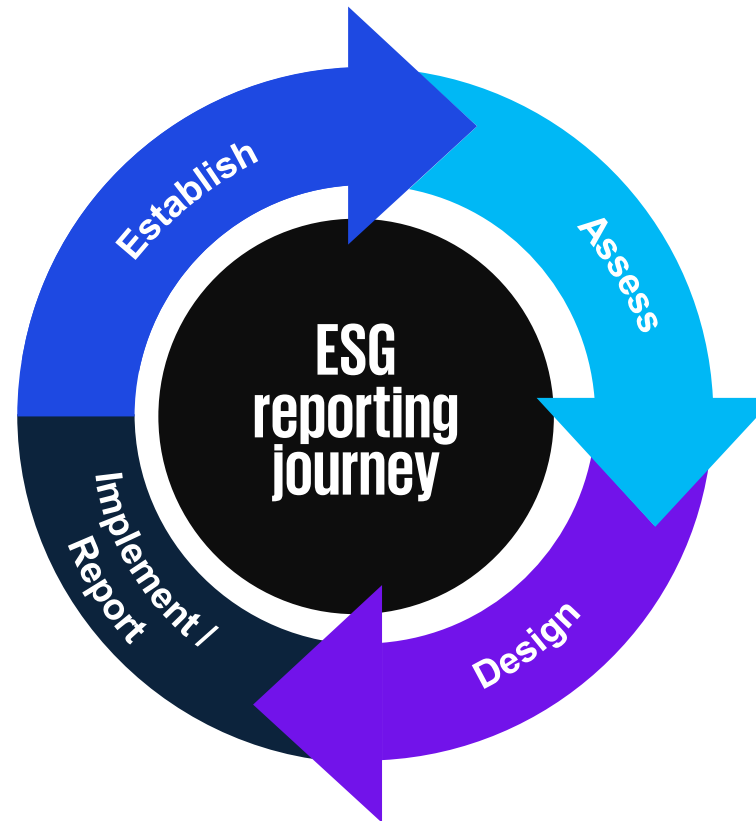 ESG
reporting
journey
Establish
Assess
Design
Implement /
Report